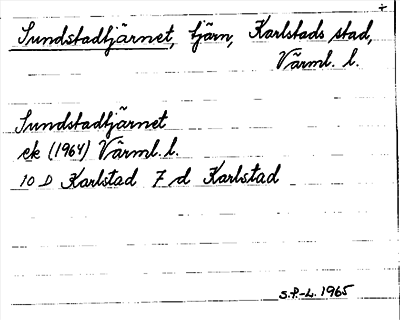 Sundstadtjärnet, tjärn, Karlstads stad,
Värml. l.
Sundstadtjärnet
ek (1964) Värml. l.
10 D Karlstad 7 d Karlstad
S.P.-L. 1965